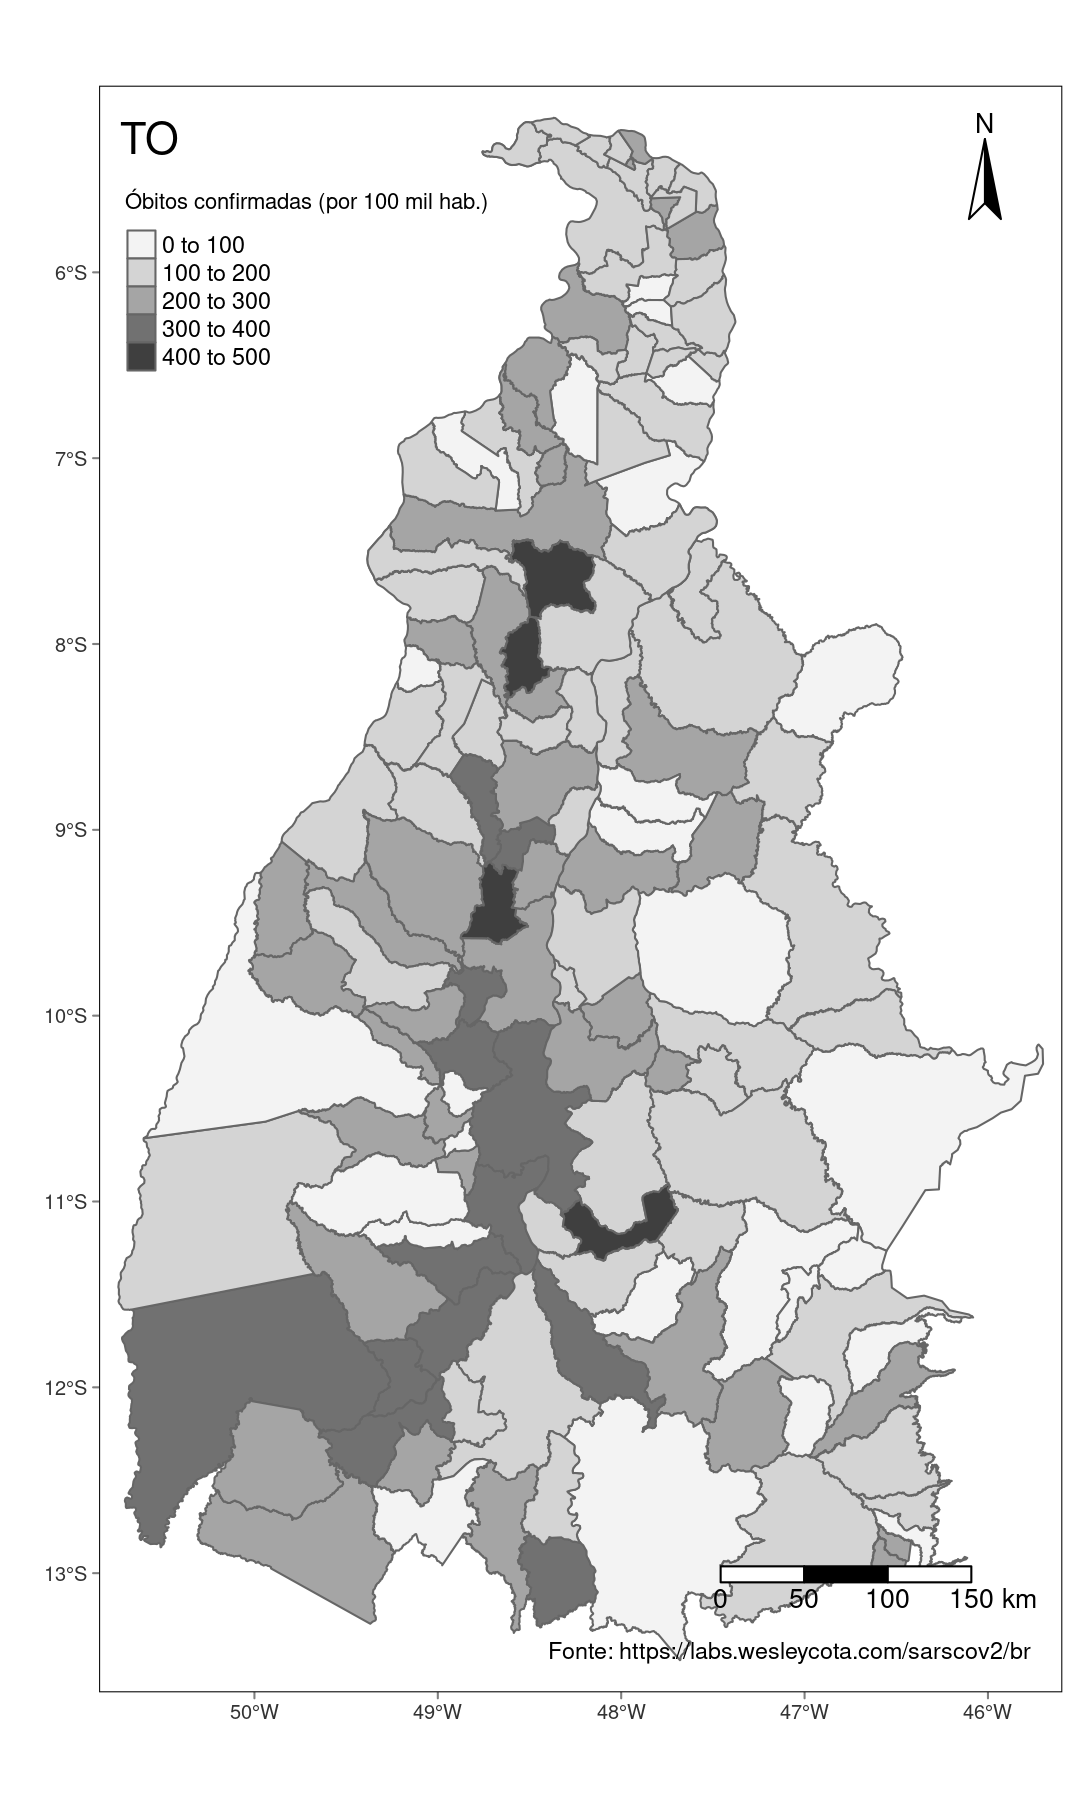 TO
N
Óbitos confirmadas (por 100 mil hab.)
0 to 100
100 to 200
200 to 300
300 to 400
400 to 500
6°S
7°S
8°S
9°S
10°S
11°S
12°S
13°S
0 50 100 150 km
Fonte: https://labs.wesleycota.com/sarscov2/br
50°W 49°W 48°W 47°W 46°W